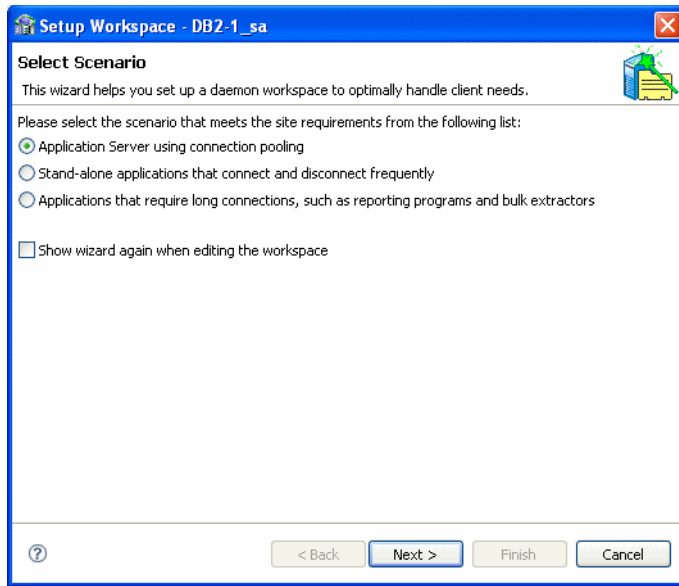 Setup Workspace - DB2-1_sa
Select Scenario
This wizard helps you set up a daemon workspace to optimally handle client needs.
Please select the scenario that meets the site requirements from the following list:
Application Server using connection pooling
Stand-alone applications that connect and disconnect frequently
Applications that require long connections, such as reporting programs and bulk extractors
Show wizard again when editing the workspace
? < Back Next > Finish Cancel